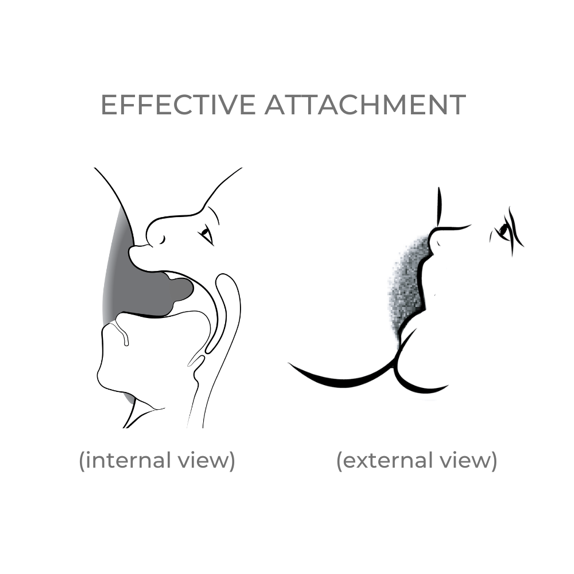 EFFECTIVE ATTACHMENT
(internal view)
(external view)